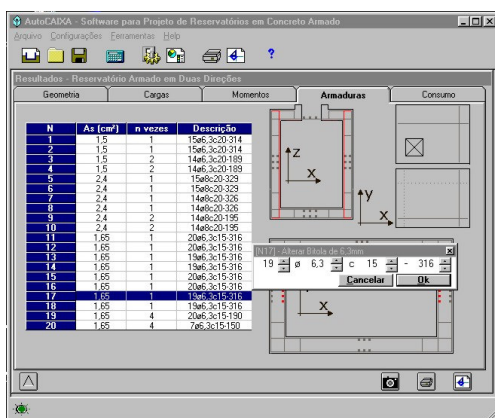 AutoCAIXA - Software para Projeto de Reservatórios em Concreto Armado
Arquivo Configurações Ferramentas Help
?
Resultados - Reservatório Armado em Duas Direções
Geometria Cargas Momentos Armaduras Consumo
N As (cm²) n vezes Descrição
1 1,5 1 15ø6,3c20-314
2 1,5 1 15ø6,3c20-314
3 1,5 2 14ø6,3c20-189
4 1,5 2 14ø6,3c20-189
5 2,4 1 15ø8c20-329
6 2,4 1 15ø8c20-329
7 2,4 1 14ø8c20-326
8 2,4 1 14ø8c20-326
9 2,4 2 14ø8c20-195
10 2,4 2 14ø8c20-195
11 1,65 1 20ø6,3c15-316
12 1,65 1 20ø6,3c15-316
13 1,65 1 19ø6,3c15-316
14 1,65 1 19ø6,3c15-316
15 1,65 1 20ø6,3c15-316
16 1,65 1 20ø6,3c15-316
17 1,65 1 19ø6,3c15-316
18 1,65 1 19ø6,3c15-316
19 1,65 4 20ø6,3c15-190
20 1,65 4 7ø6,3c15-150
Z
X
y
X
[N17] - Alterar Bitola de 6,3mm
19 ø 6,3 c 15 - 316
Cancelar Ok
X